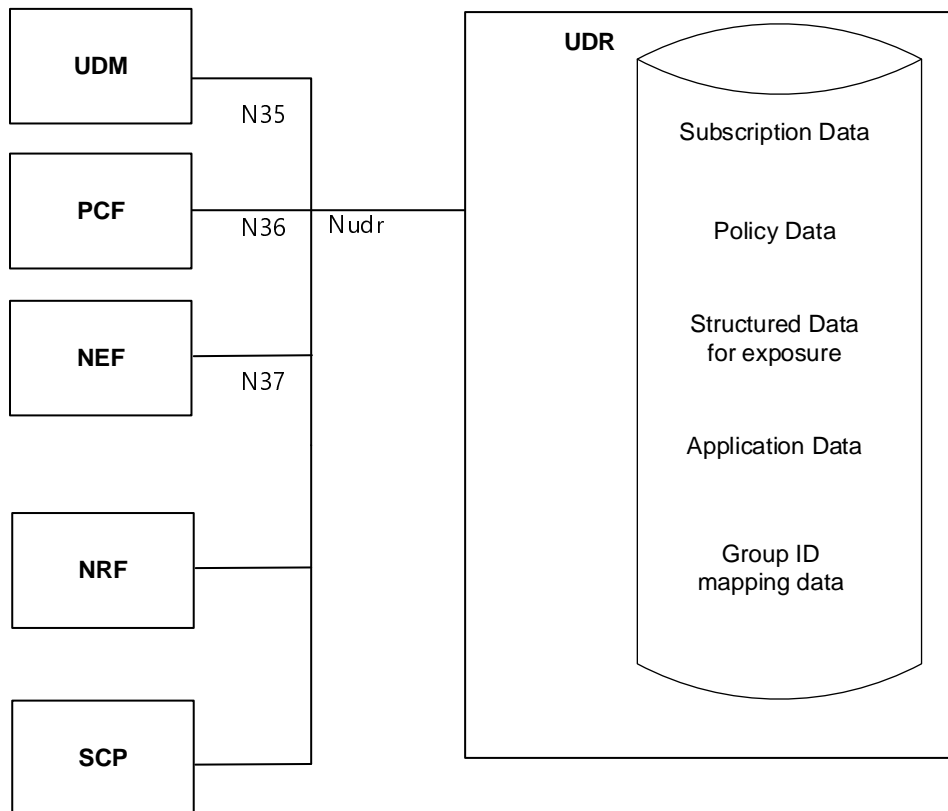 UDM
N35
PCF
N36
NEF
N37
NRF
SCP
Nudr
UDR
Subscription Data
Policy Data
Structured Data
for exposure
Application Data
Group ID
mapping data